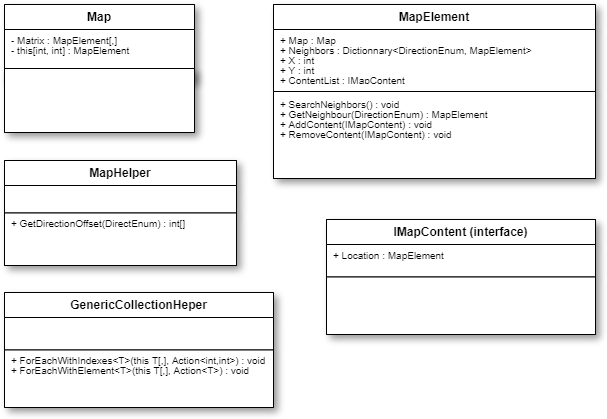 Map
- Matrix : MapElement[,]
- this[int, int] : MapElement
MapElement
+ Map : Map
+ Neighbors : Dictionnary<DirectionEnum, MapElement>
+ X : int
+ Y : int
+ ContentList : IMapContent
+ SearchNeighbors() : void
+ GetNeighbour(DirectionEnum) : MapElement
+ AddContent(IMapContent) : void
+ RemoveContent(IMapContent) : void
MapHelper
+ GetDirectionOffset(DirectEnum) : int[]
IMapContent (interface)
+ Location : MapElement
GenericCollectionHeper
+ ForEachWithIndexes<T>(this T[,], Action<int,int>) : void
+ ForEachWithElement<T>(this T[,], Action<T>) : void